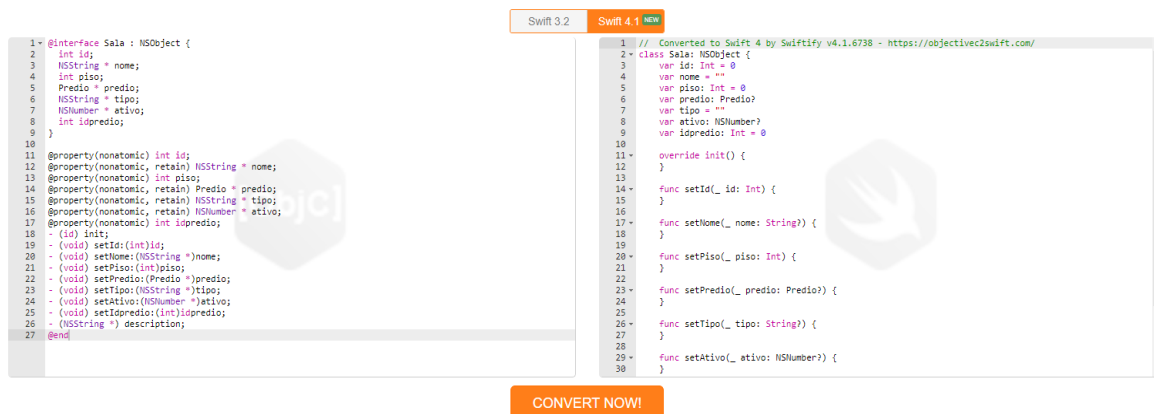 Swift 3.2
Swift 4.1 NEW
1 @interface Sala : NSObject {
2 int id;
3 NSString * nome;
4 int piso;
5 Predio * predio;
6 NSString * tipo;
7 NSNumber * ativo;
8 int idpredio;
9 }
10
11 @property(nonatomic) int id;
12 @property(nonatomic, retain) NSString * nome;
13 @property(nonatomic) int piso;
14 @property(nonatomic, retain) Predio * predio;
15 @property(nonatomic, retain) NSString * tipo;
16 @property(nonatomic, retain) NSNumber * ativo;
17 @property(nonatomic) int idpredio;
18 - (id) init;
19 - (void) setId:(int)id;
20 - (void) setNome:(NSString *)nome;
21 - (void) setPiso:(int)piso;
22 - (void) setPredio:(Predio *)predio;
23 - (void) setTipo:(NSString *)tipo;
24 - (void) setAtivo:(NSNumber *)ativo;
25 - (void) setIdpredio:(int)idpredio;
26 - (NSString *) description;
27 @end
1 // Converted to Swift 4 by Swiftify v4.1.6738 - https://objectivec2swift.com/
2 class Sala: NSObject {
3 var id: Int = 0
4 var nome = ""
5 var piso: Int = 0
6 var predio: Predio?
7 var tipo = ""
8 var ativo: NSNumber?
9 var idpredio: Int = 0
10
11 override init() {
12 }
13
14 func setId(_ id: Int) {
15 }
16
17 func setNome(_ nome: String?) {
18 }
19
20 func setPiso(_ piso: Int) {
21 }
22
23 func setPredio(_ predio: Predio?) {
24 }
25
26 func setTipo(_ tipo: String?) {
27 }
28
29 func setAtivo(_ ativo: NSNumber?) {
30 }
CONVERT NOW!